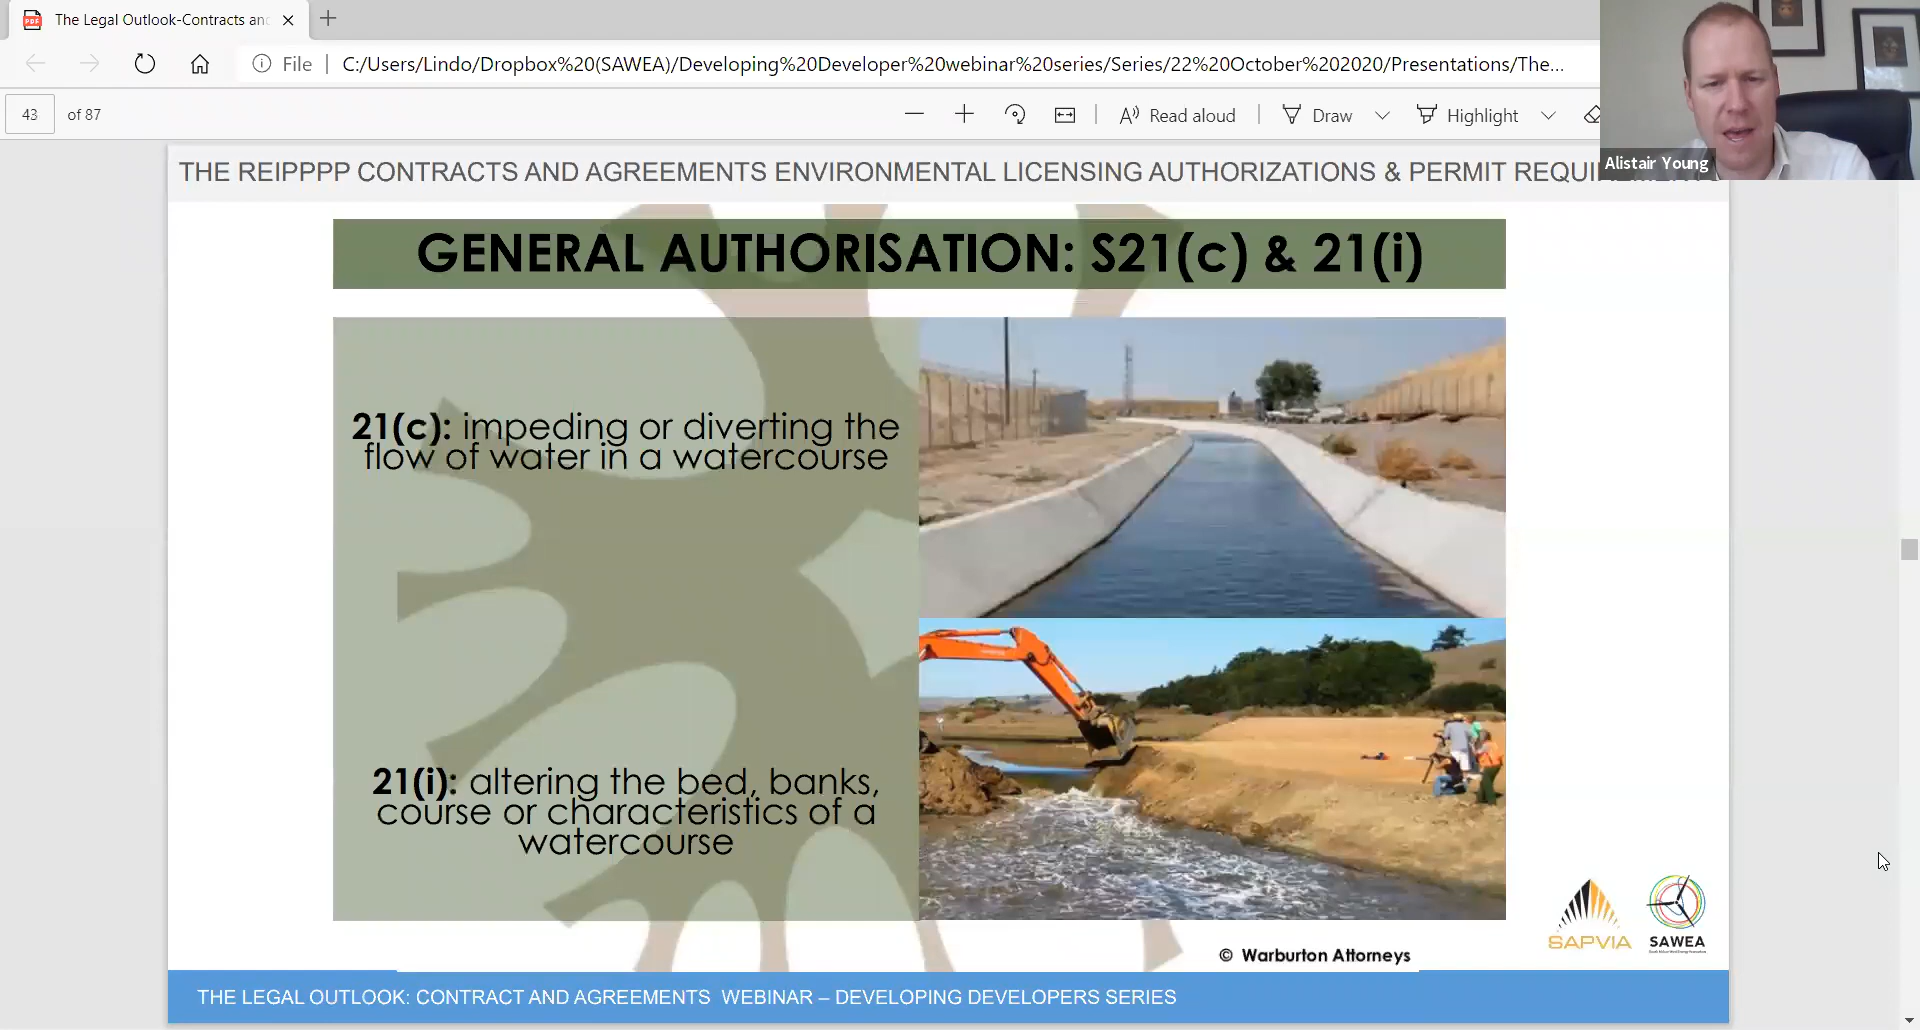 The Legal Outlook-Contracts and
File
C:/Users/Lindo/Dropbox%20(SAWEA)/Developing%20Developer%20webinar%20series/Series/22%20October%202020/Presentations/The...
43 of 87
Read aloud
Draw
Highlight
Alistair Young
THE REIPPPP CONTRACTS AND AGREEMENTS ENVIRONMENTAL LICENSING AUTHORIZATIONS & PERMIT
GENERAL AUTHORISATION: S21(c) & 21(i)
21(c): impeding or diverting the
flow of water in a watercourse
21(i): altering the bed, banks,
course or characteristics of a
watercourse
© Warburton Attorneys
SAPVIA
SAWEA
THE LEGAL OUTLOOK: CONTRACT AND AGREEMENTS WEBINAR – DEVELOPING DEVELOPERS SERIES